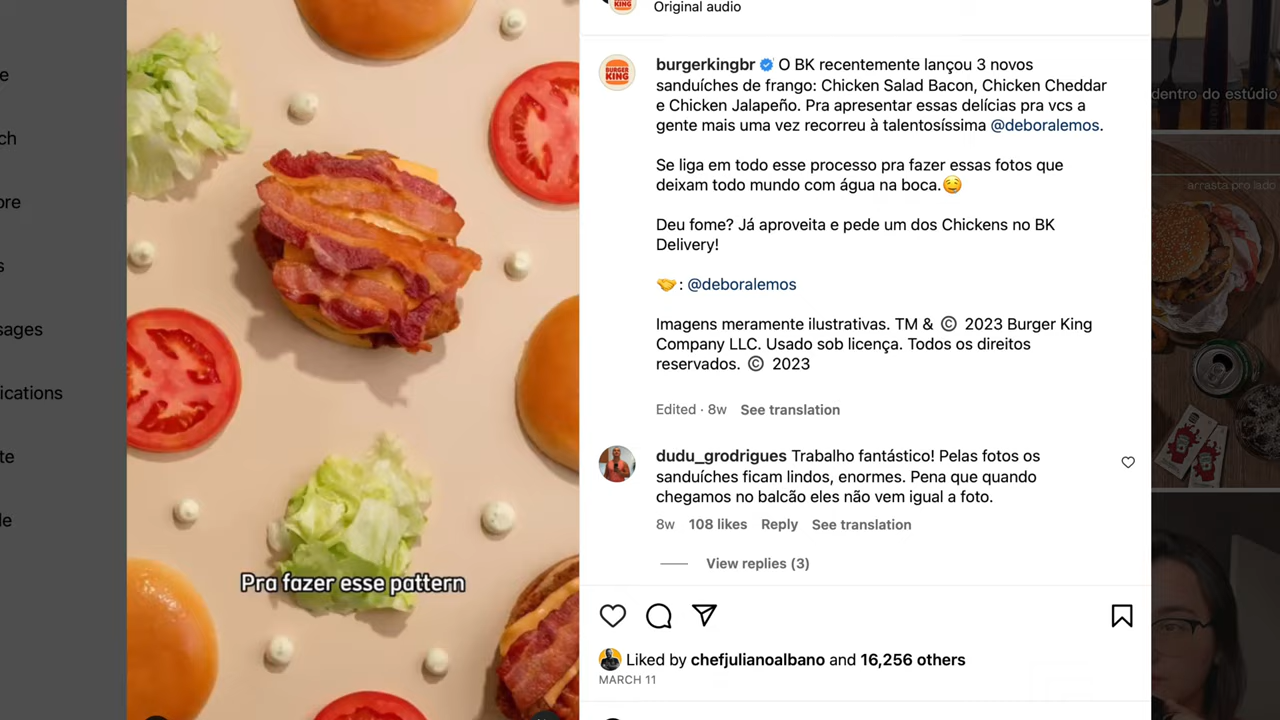 BURGER
KING
Original audio
burgerkingbr O BK recentemente lançou 3 novos
sanduíches de frango: Chicken Salad Bacon, Chicken Cheddar
e Chicken Jalapeño. Pra apresentar essas delícias pra vcs a
gente mais uma vez recorreu à talentosíssima @deboralemos.
Se liga em todo esse processo pra fazer essas fotos que
deixam todo mundo com água na boca.🤤
Deu fome? Já aproveita e pede um dos Chickens no BK
Delivery!
🤝: @deboralemos
Imagens meramente ilustrativas. TM & © 2023 Burger King
Company LLC. Usado sob licença. Todos os direitos
reservados. © 2023
Edited · 8w See translation
dudu_grodrigues Trabalho fantástico! Pelas fotos os
sanduíches ficam lindos, enormes. Pena que quando
chegamos no balcão eles não vem igual a foto.
8w 108 likes Reply See translation
View replies (3)
Liked by chefjulianoalbano and 16,256 others
MARCH 11
Pra fazer esse pattern
dentro do estúdio
arrasta pro lado